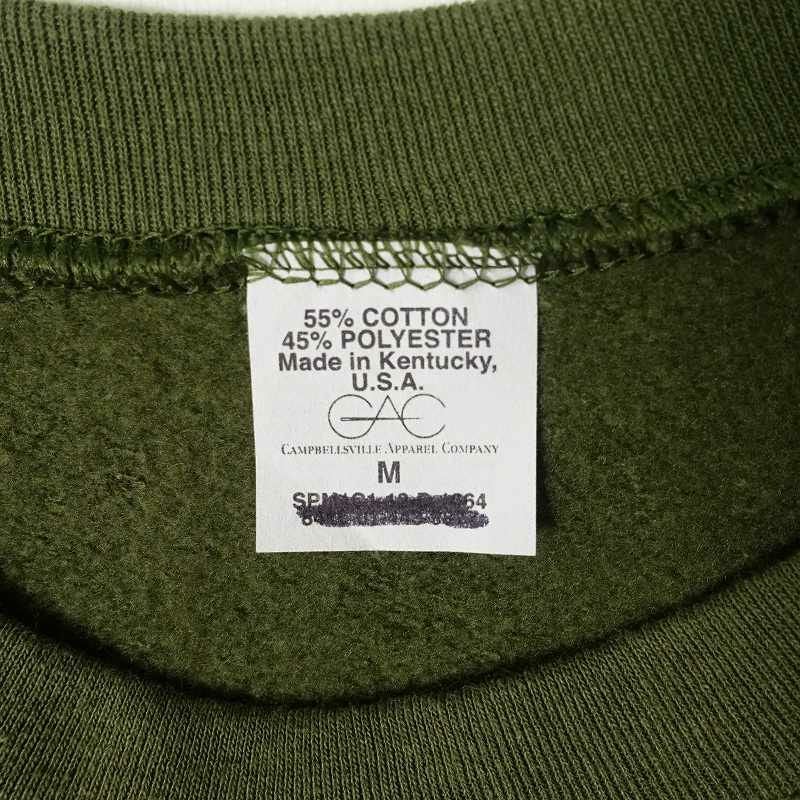 55% COTTON
45% POLYESTER
Made in Kentucky,
U.S.A.
CAC
CAMPBELLSVILLE APPAREL COMPANY
M